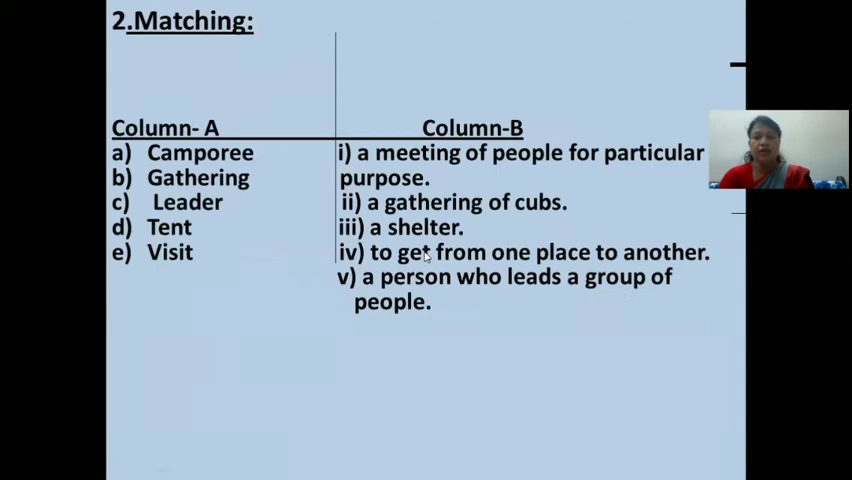 2.Matching:
Column- A Column-B
a) Camporee i) a meeting of people for particular
b) Gathering purpose.
c) Leader ii) a gathering of cubs.
d) Tent iii) a shelter.
e) Visit iv) to get from one place to another.
v) a person who leads a group of
people.